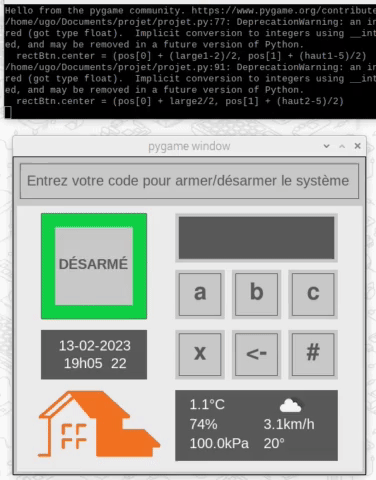 Hello from the pygame community. https://www.pygame.org/contribute
/home/ugo/Documents/projet/projet.py:77: DeprecationWarning: an in
red (got type float).  Implicit conversion to integers using __int
ed, and may be removed in a future version of Python.
  rectBtn.center = (pos[0] + (large1-2)/2, pos[1] + (haut1-5)/2)
/home/ugo/Documents/projet/projet.py:91: DeprecationWarning: an in
red (got type float).  Implicit conversion to integers using __int
ed, and may be removed in a future version of Python.
  rectBtn.center = (pos[0] + large2/2, pos[1] + (haut2-5)/2)
pygame window
Entrez votre code pour armer/désarmer le système
DÉSARMÉ
a b c
13-02-2023
19h05 22
x <- #
1.1°C
74% 3.1km/h
100.0kPa 20°